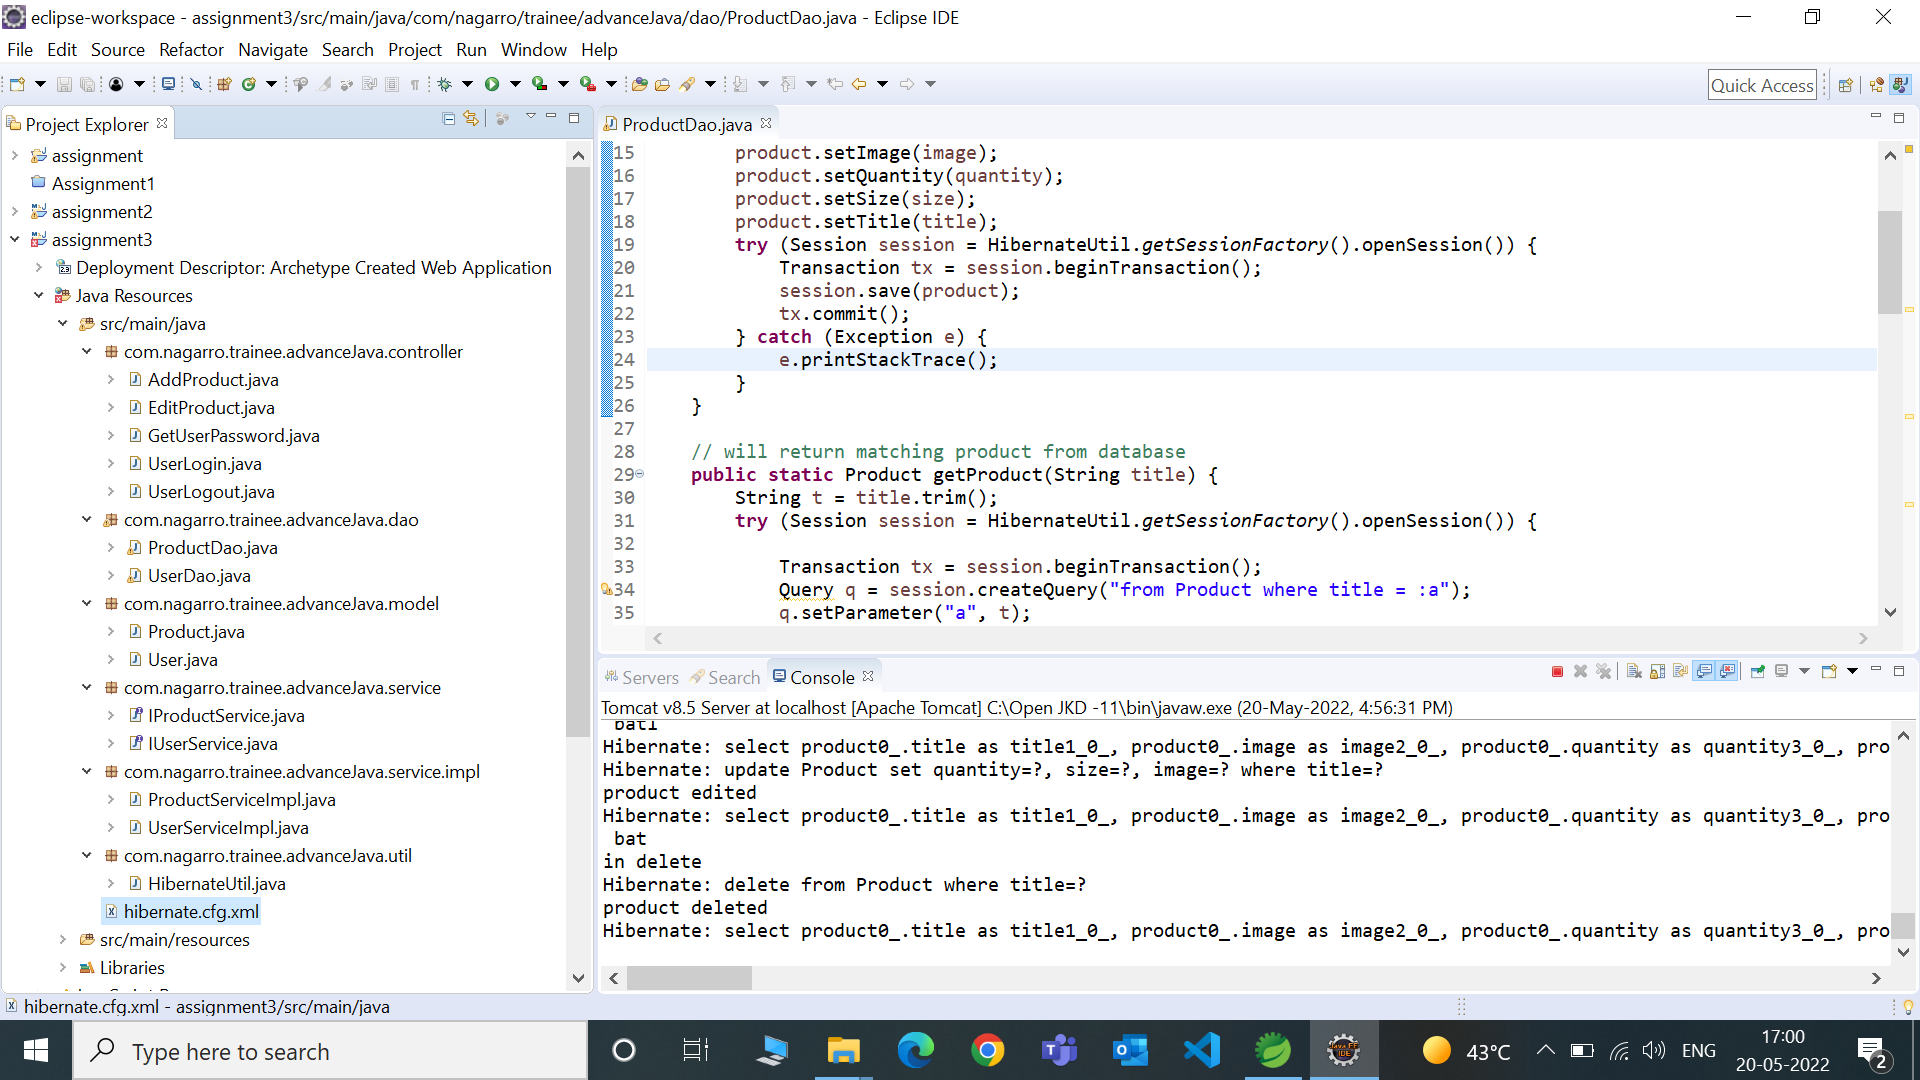 eclipse-workspace - assignment3/src/main/java/com/nagarro/trainee/advanceJava/dao/ProductDao.java - Eclipse IDE
File Edit Source Refactor Navigate Search Project Run Window Help
Quick Access
Project Explorer
assignment
Assignment1
assignment2
assignment3
Deployment Descriptor: Archetype Created Web Application
Java Resources
src/main/java
com.nagarro.trainee.advanceJava.controller
AddProduct.java
EditProduct.java
GetUserPassword.java
UserLogin.java
UserLogout.java
com.nagarro.trainee.advanceJava.dao
ProductDao.java
UserDao.java
com.nagarro.trainee.advanceJava.model
Product.java
User.java
com.nagarro.trainee.advanceJava.service
IProductService.java
IUserService.java
com.nagarro.trainee.advanceJava.service.impl
ProductServiceImpl.java
UserServiceImpl.java
com.nagarro.trainee.advanceJava.util
HibernateUtil.java
hibernate.cfg.xml
src/main/resources
Libraries
ProductDao.java
15 product.setImage(image);
16 product.setQuantity(quantity);
17 product.setSize(size);
18 product.setTitle(title);
19 try (Session session = HibernateUtil.getSessionFactory().openSession()) {
20 Transaction tx = session.beginTransaction();
21 session.save(product);
22 tx.commit();
23 } catch (Exception e) {
24 e.printStackTrace();
25 }
26 }
27
28 // will return matching product from database
29 public static Product getProduct(String title) {
30 String t = title.trim();
31 try (Session session = HibernateUtil.getSessionFactory().openSession()) {
32
33 Transaction tx = session.beginTransaction();
34 Query q = session.createQuery("from Product where title = :a");
35 q.setParameter("a", t);
Servers Search Console
Tomcat v8.5 Server at localhost [Apache Tomcat] C:\Open JKD -11\bin\javaw.exe (20-May-2022, 4:56:31 PM)
bat1
Hibernate: select product0_.title as title1_0_, product0_.image as image2_0_, product0_.quantity as quantity3_0_, pro
Hibernate: update Product set quantity=?, size=?, image=? where title=?
product edited
Hibernate: select product0_.title as title1_0_, product0_.image as image2_0_, product0_.quantity as quantity3_0_, pro
bat
in delete
Hibernate: delete from Product where title=?
product deleted
Hibernate: select product0_.title as title1_0_, product0_.image as image2_0_, product0_.quantity as quantity3_0_, pro
hibernate.cfg.xml - assignment3/src/main/java
Type here to search
43°C
ENG
17:00
20-05-2022
2